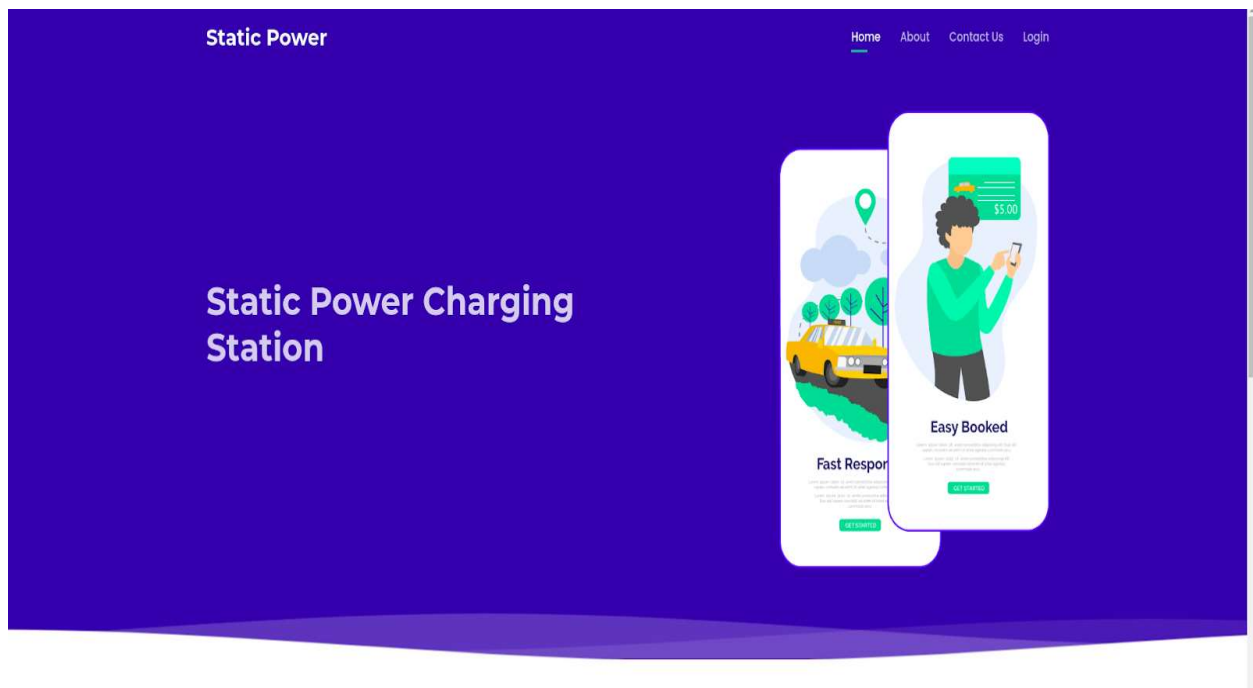 Static Power
Home About Contact Us Login
Static Power Charging
Station
$5.00
Easy Booked
GET STARTED
Fast Respon
GET STARTED